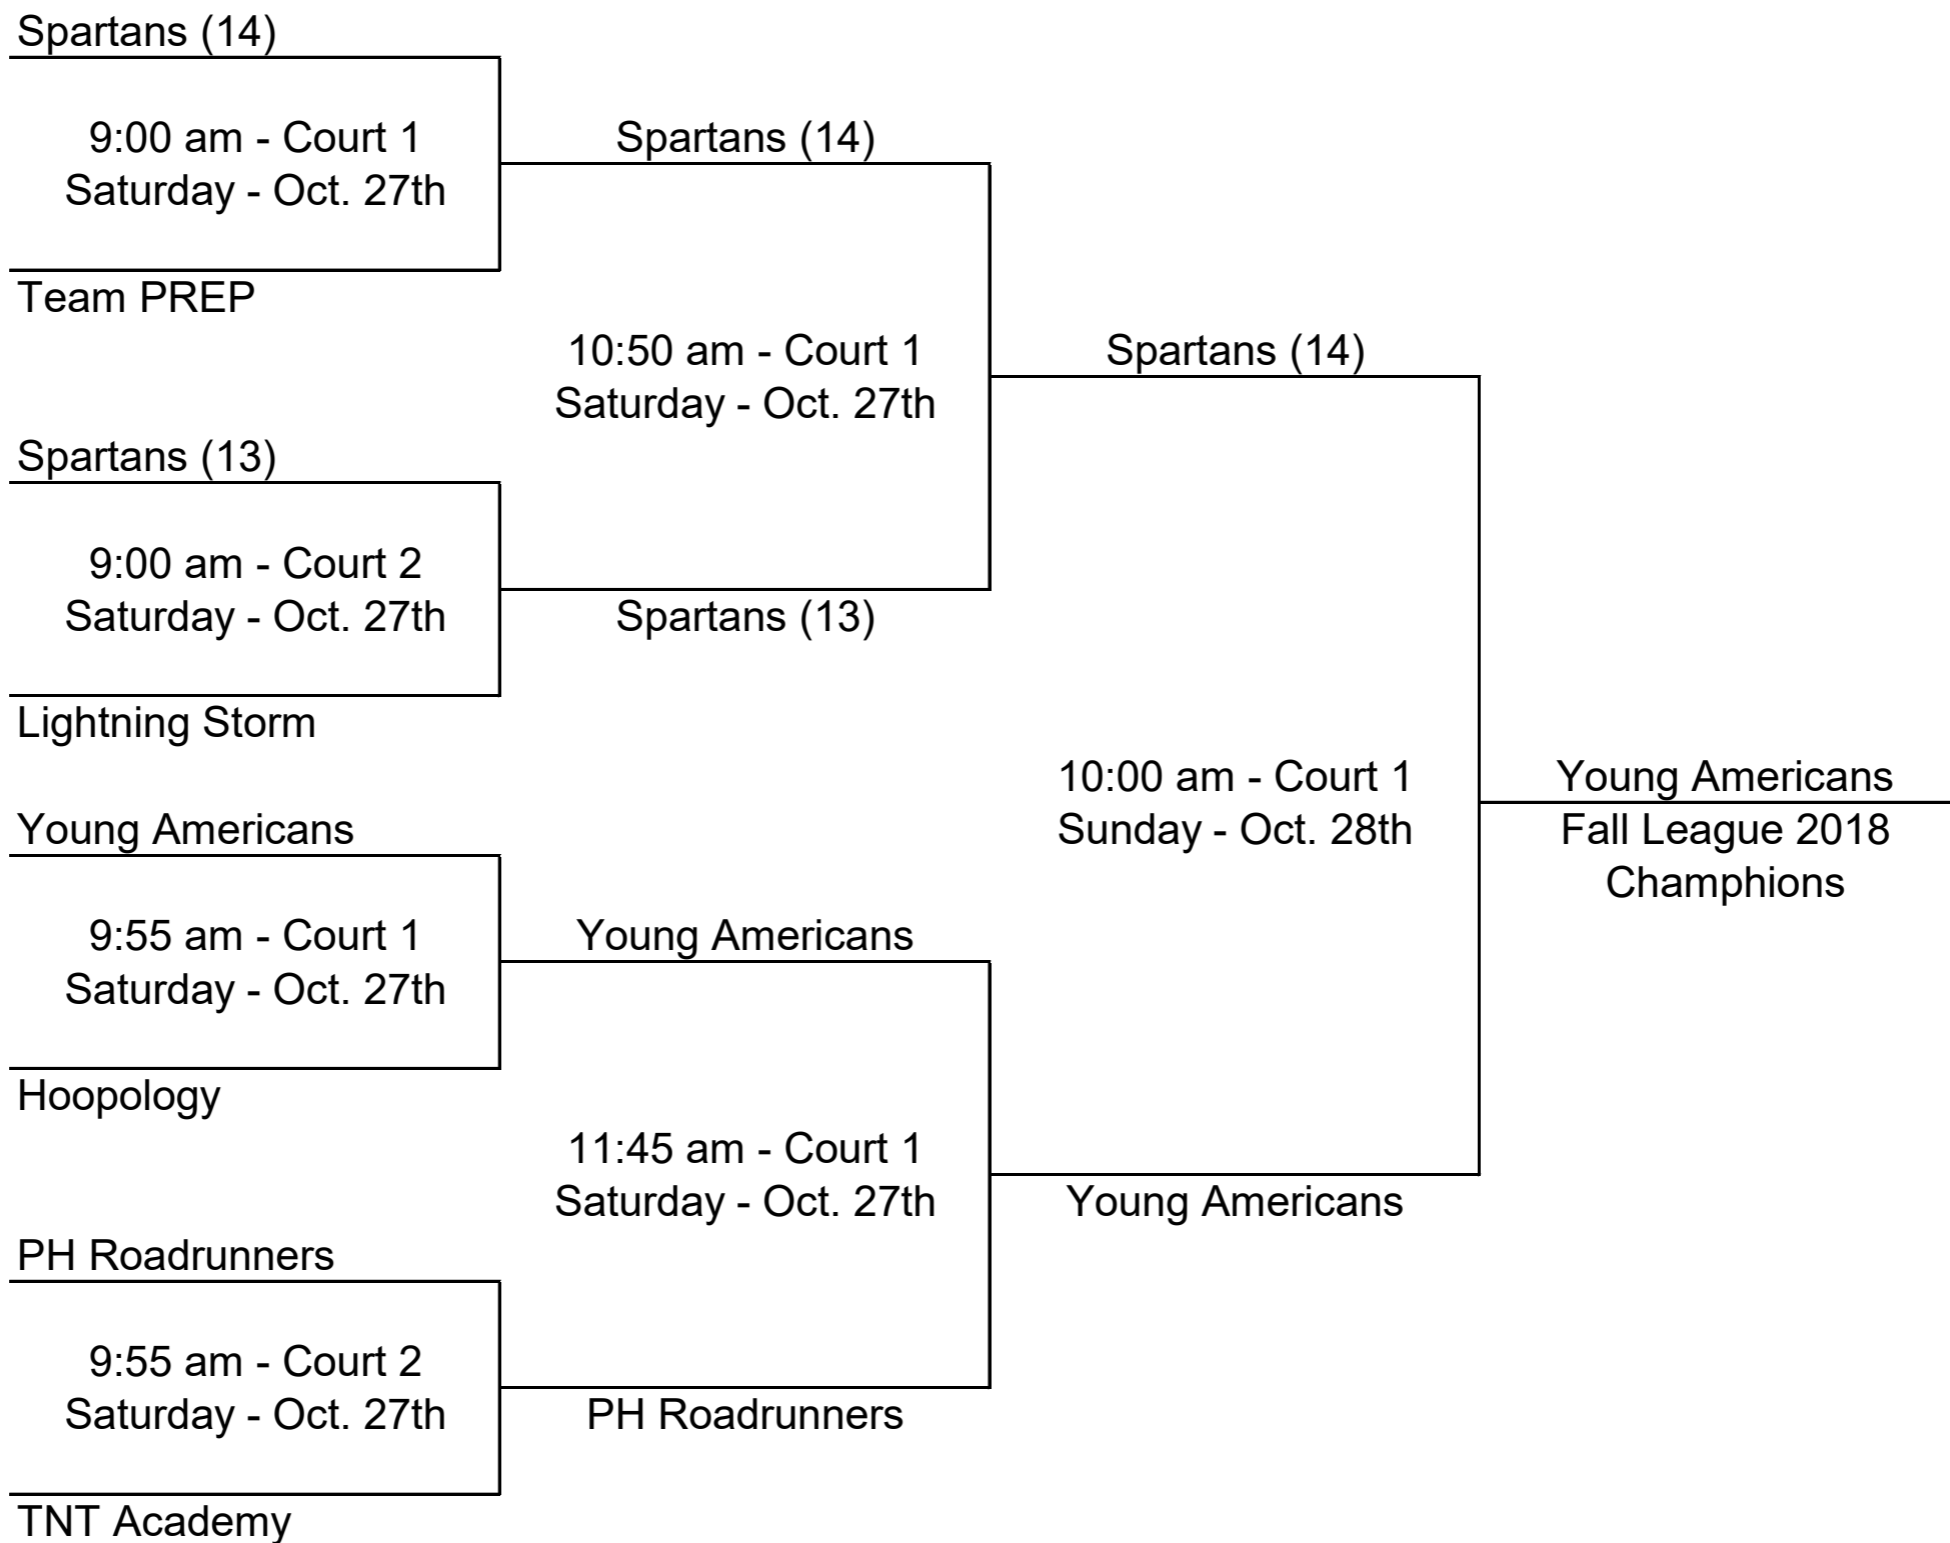 Spartans (14)
9:00 am - Court 1
Saturday - Oct. 27th
Team PREP
Spartans (13)
9:00 am - Court 2
Saturday - Oct. 27th
Lightning Storm
Young Americans
9:55 am - Court 1
Saturday - Oct. 27th
Hoopology
PH Roadrunners
9:55 am - Court 2
Saturday - Oct. 27th
TNT Academy
Spartans (14)
10:50 am - Court 1
Saturday - Oct. 27th
Spartans (13)
Young Americans
11:45 am - Court 1
Saturday - Oct. 27th
PH Roadrunners
Spartans (14)
10:00 am - Court 1
Sunday - Oct. 28th
Young Americans
Young Americans
Fall League 2018
Champhions